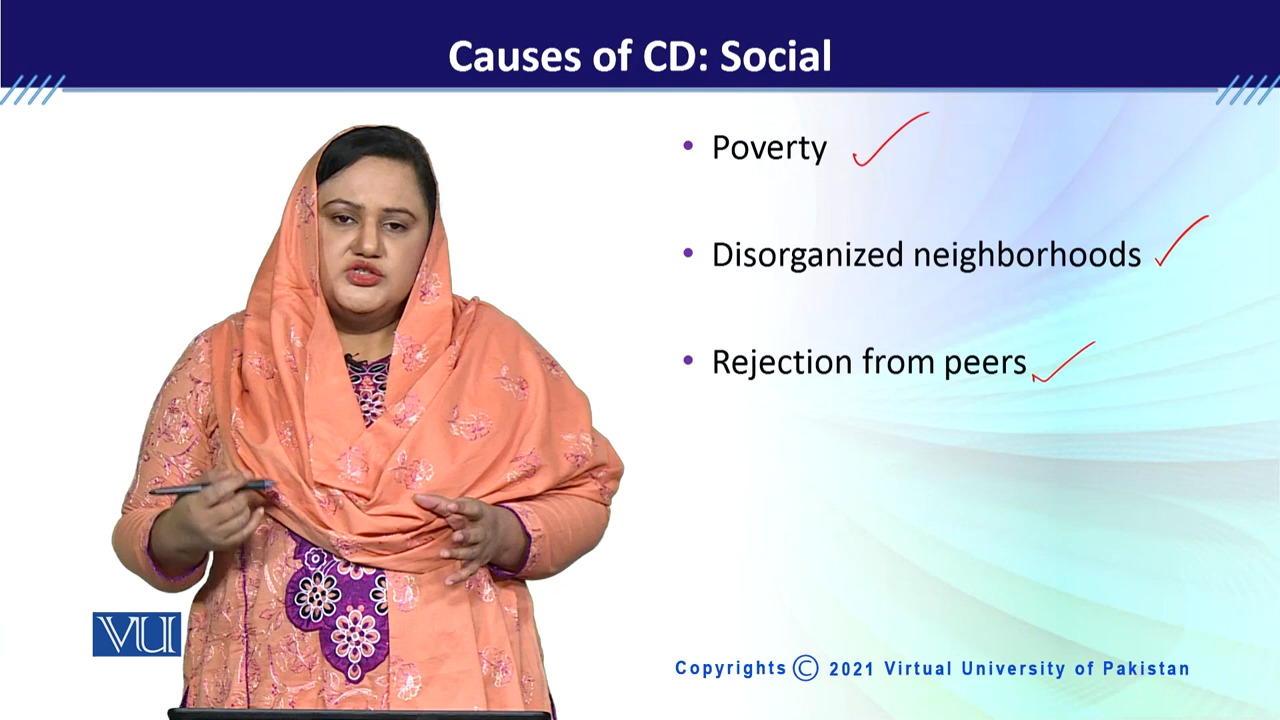 Causes of CD: Social
• Poverty
• Disorganized neighborhoods
• Rejection from peers
VU
Copyrights © 2021 Virtual University of Pakistan